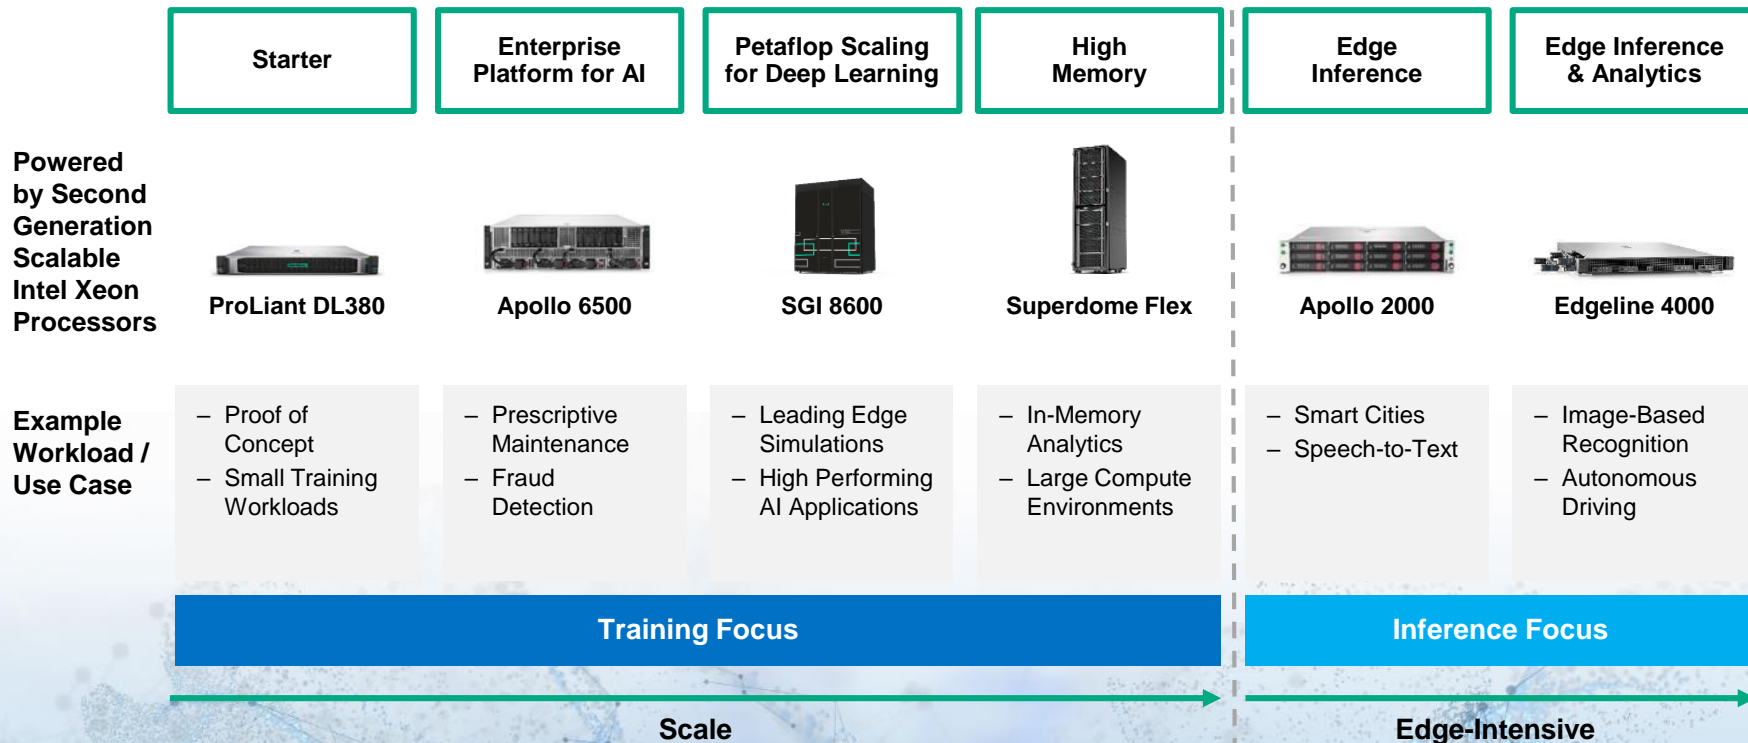 Starter
Enterprise
Platform for AI
Petaflop Scaling
for Deep Learning
High
Memory
Edge
Inference
Edge Inference
& Analytics
Powered
by Second
Generation
Scalable
Intel Xeon
Processors
ProLiant DL380
Apollo 6500
SGI 8600
Superdome Flex
Apollo 2000
Edgeline 4000
Example
Workload /
Use Case
– Proof of
Concept
– Small Training
Workloads
– Prescriptive
Maintenance
– Fraud
Detection
– Leading Edge
Simulations
– High Performing
AI Applications
– In-Memory
Analytics
– Large Compute
Environments
– Smart Cities
– Speech-to-Text
– Image-Based
Recognition
– Autonomous
Driving
Training Focus
Inference Focus
Scale
Edge-Intensive